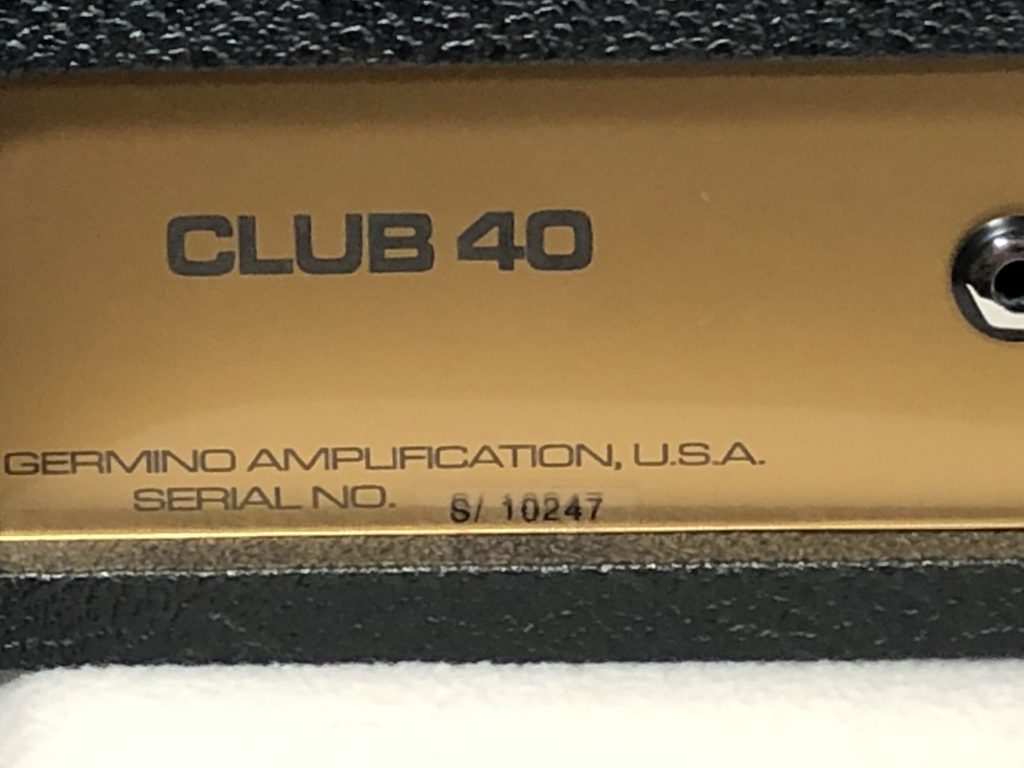 CLUB 40
GERMINO AMPLIFICATION, U.S.A.
SERIAL NO. S/ 10247